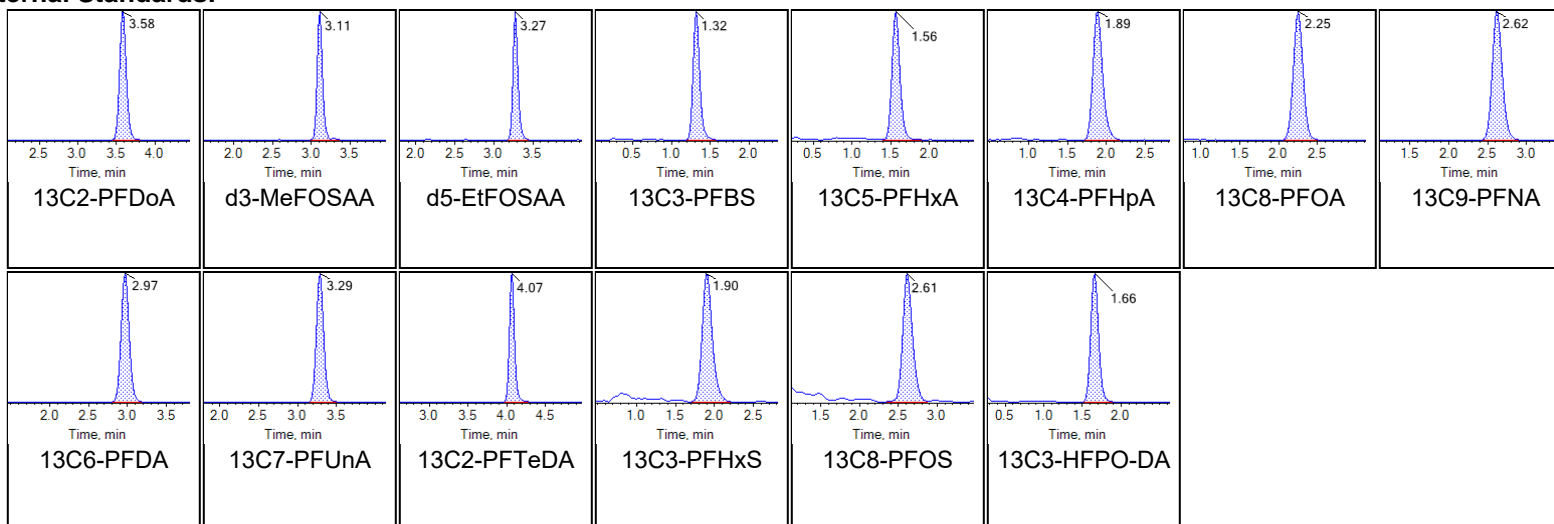 ternal Standards:
3.58 3.11 3.27 1.32 1.56 1.89 2.25 2.62
2.5 3.0 3.5 4.0 2.0 2.5 3.0 3.5 2.0 2.5 3.0 3.5 0.5 1.0 1.5 2.0 0.5 1.0 1.5 2.0 1.0 1.5 2.0 2.5 1.0 1.5 2.0 2.5 1.5 2.0 2.5 3.0
Time, min Time, min Time, min Time, min Time, min Time, min Time, min Time, min
13C2-PFDoA d3-MeFOSAA d5-EtFOSAA 13C3-PFBS 13C5-PFHxA 13C4-PFHpA 13C8-PFOA 13C9-PFNA
2.97 3.29 4.07 1.90 2.61 1.66
2.0 2.5 3.0 3.5 2.0 2.5 3.0 3.5 3.0 3.5 4.0 4.5 1.0 1.5 2.0 2.5 1.5 2.0 2.5 3.0 0.5 1.0 1.5 2.0
Time, min Time, min Time, min Time, min Time, min Time, min
13C6-PFDA 13C7-PFUnA 13C2-PFTeDA 13C3-PFHxS 13C8-PFOS 13C3-HFPO-DA